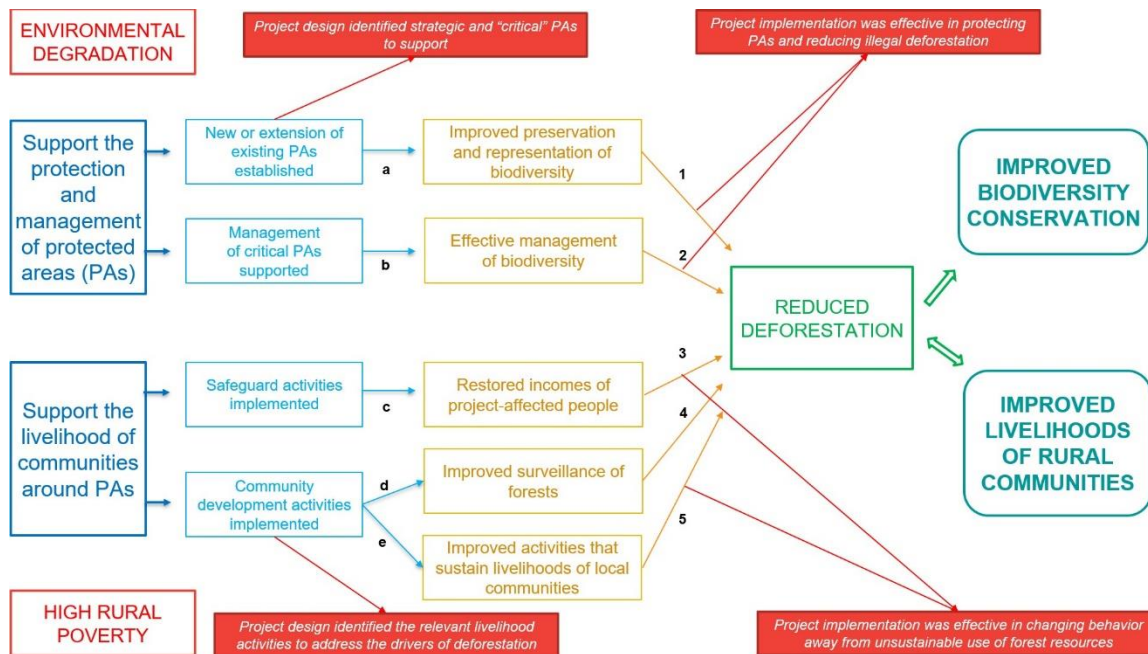 ENVIRONMENTAL
DEGRADATION
Project design identified strategic and “critical” PAs
to support
Project implementation was effective in protecting
PAs and reducing illegal deforestation
Support the
protection
and
management
of protected
areas (PAs)
New or extension of
existing PAs
established
a
Improved preservation
and representation of
biodiversity
1
Management
of critical PAs
supported
b
Effective management
of biodiversity
2
REDUCED
DEFORESTATION
IMPROVED
BIODIVERSITY
CONSERVATION
Support the
livelihood of
communities
around PAs
Safeguard activities
implemented
c
Restored incomes of
project-affected people
3
Community
development activities
implemented
d
Improved surveillance of
forests
4
e
Improved activities that
sustain livelihoods of local
communities
5
IMPROVED
LIVELIHOODS
OF RURAL
COMMUNITIES
HIGH RURAL
POVERTY
Project design identified the relevant livelihood
activities to address the drivers of deforestation
Project implementation was effective in changing behavior
away from unsustainable use of forest resources